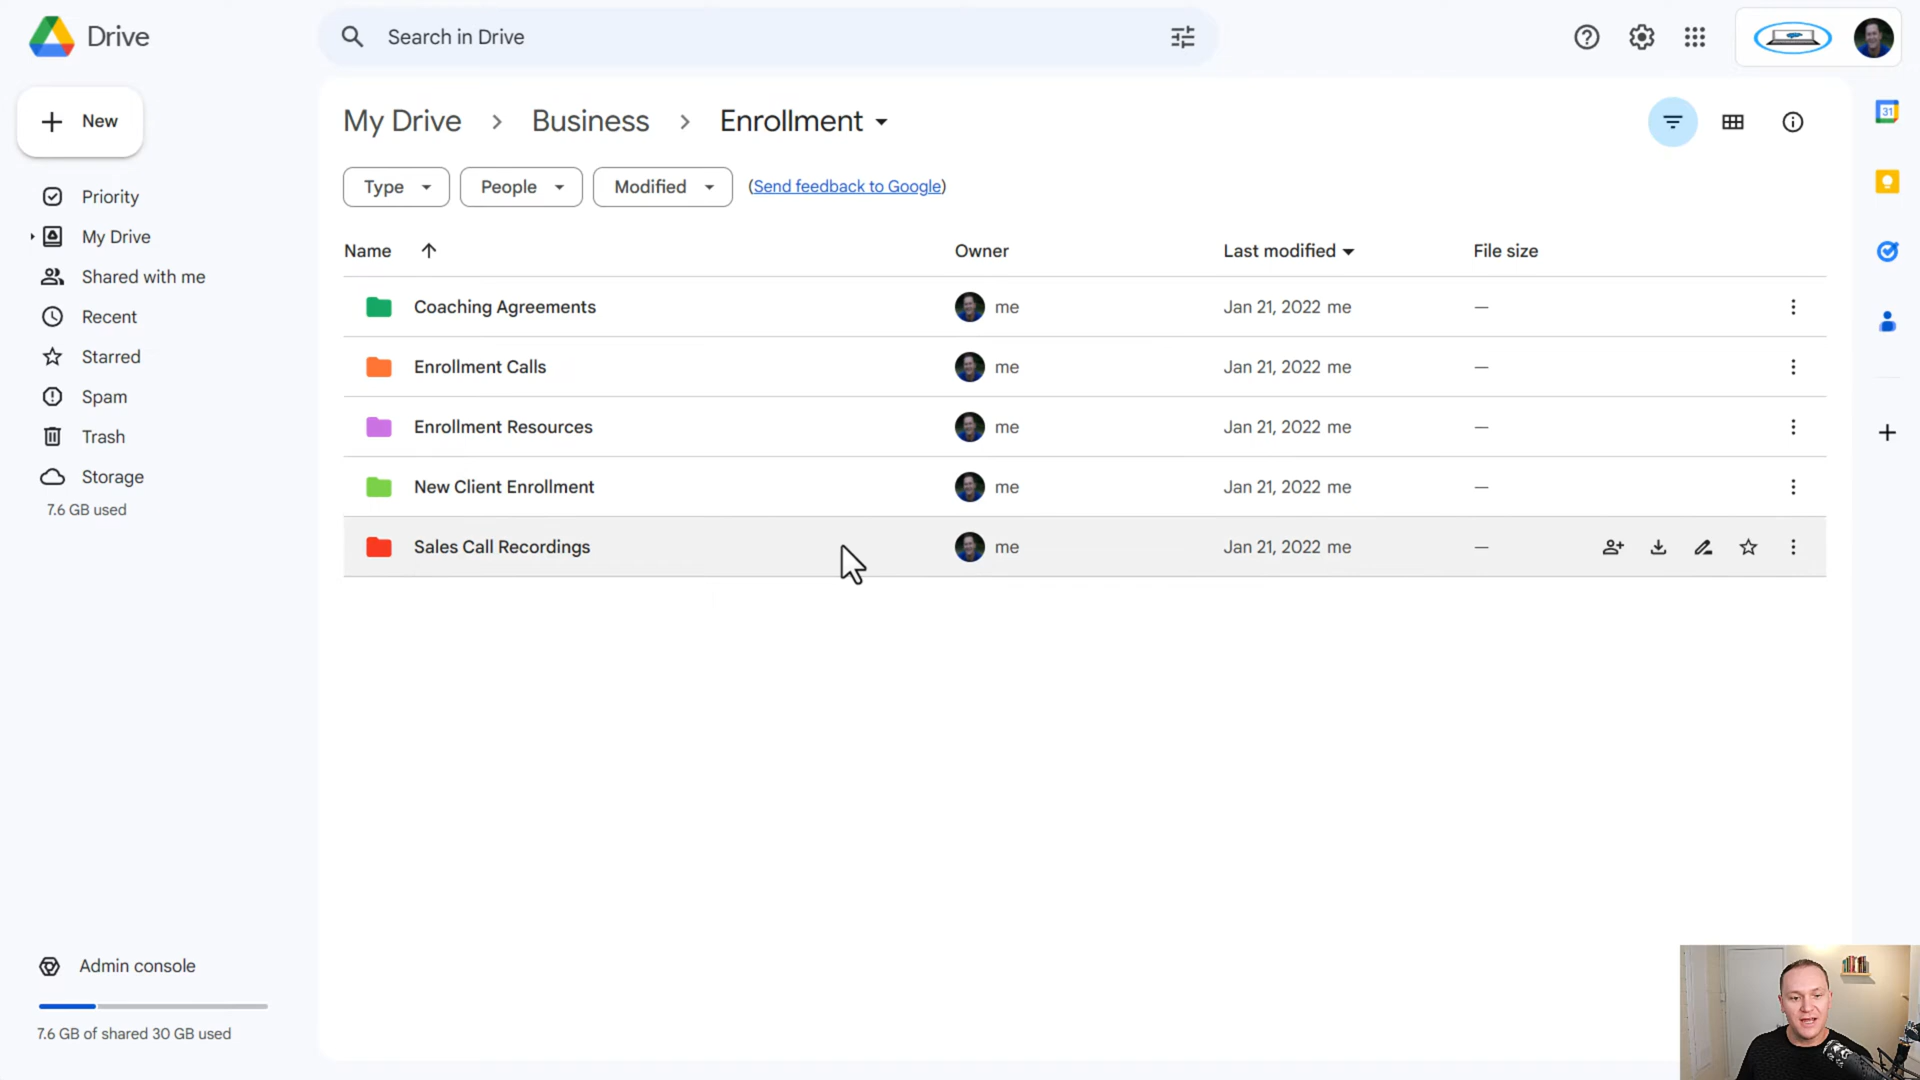 Drive
Search in Drive
New
My Drive > Business > Enrollment
Type People Modified (Send feedback to Google)
Priority
My Drive
Shared with me
Recent
Starred
Spam
Trash
Storage
7.6 GB used
Name Owner Last modified File size
Coaching Agreements me Jan 21, 2022 me —
Enrollment Calls me Jan 21, 2022 me —
Enrollment Resources me Jan 21, 2022 me —
New Client Enrollment me Jan 21, 2022 me —
Sales Call Recordings me Jan 21, 2022 me —
31
Admin console
7.6 GB of shared 30 GB used